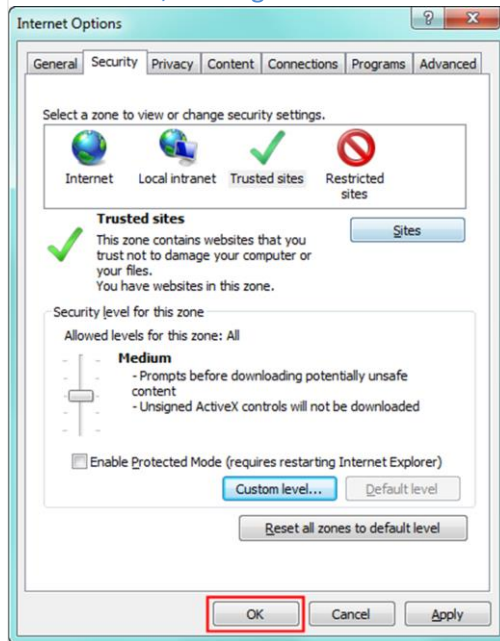 Internet Options
General Security Privacy Content Connections Programs Advanced
Select a zone to view or change security settings.
Internet Local intranet Trusted sites Restricted
sites
Trusted sites
Sites
This zone contains websites that you
trust not to damage your computer or
your files.
You have websites in this zone.
Security level for this zone
Allowed levels for this zone: All
Medium
- Prompts before downloading potentially unsafe
content
- Unsigned ActiveX controls will not be downloaded
Enable Protected Mode (requires restarting Internet Explorer)
Custom level... Default level
Reset all zones to default level
OK Cancel Apply